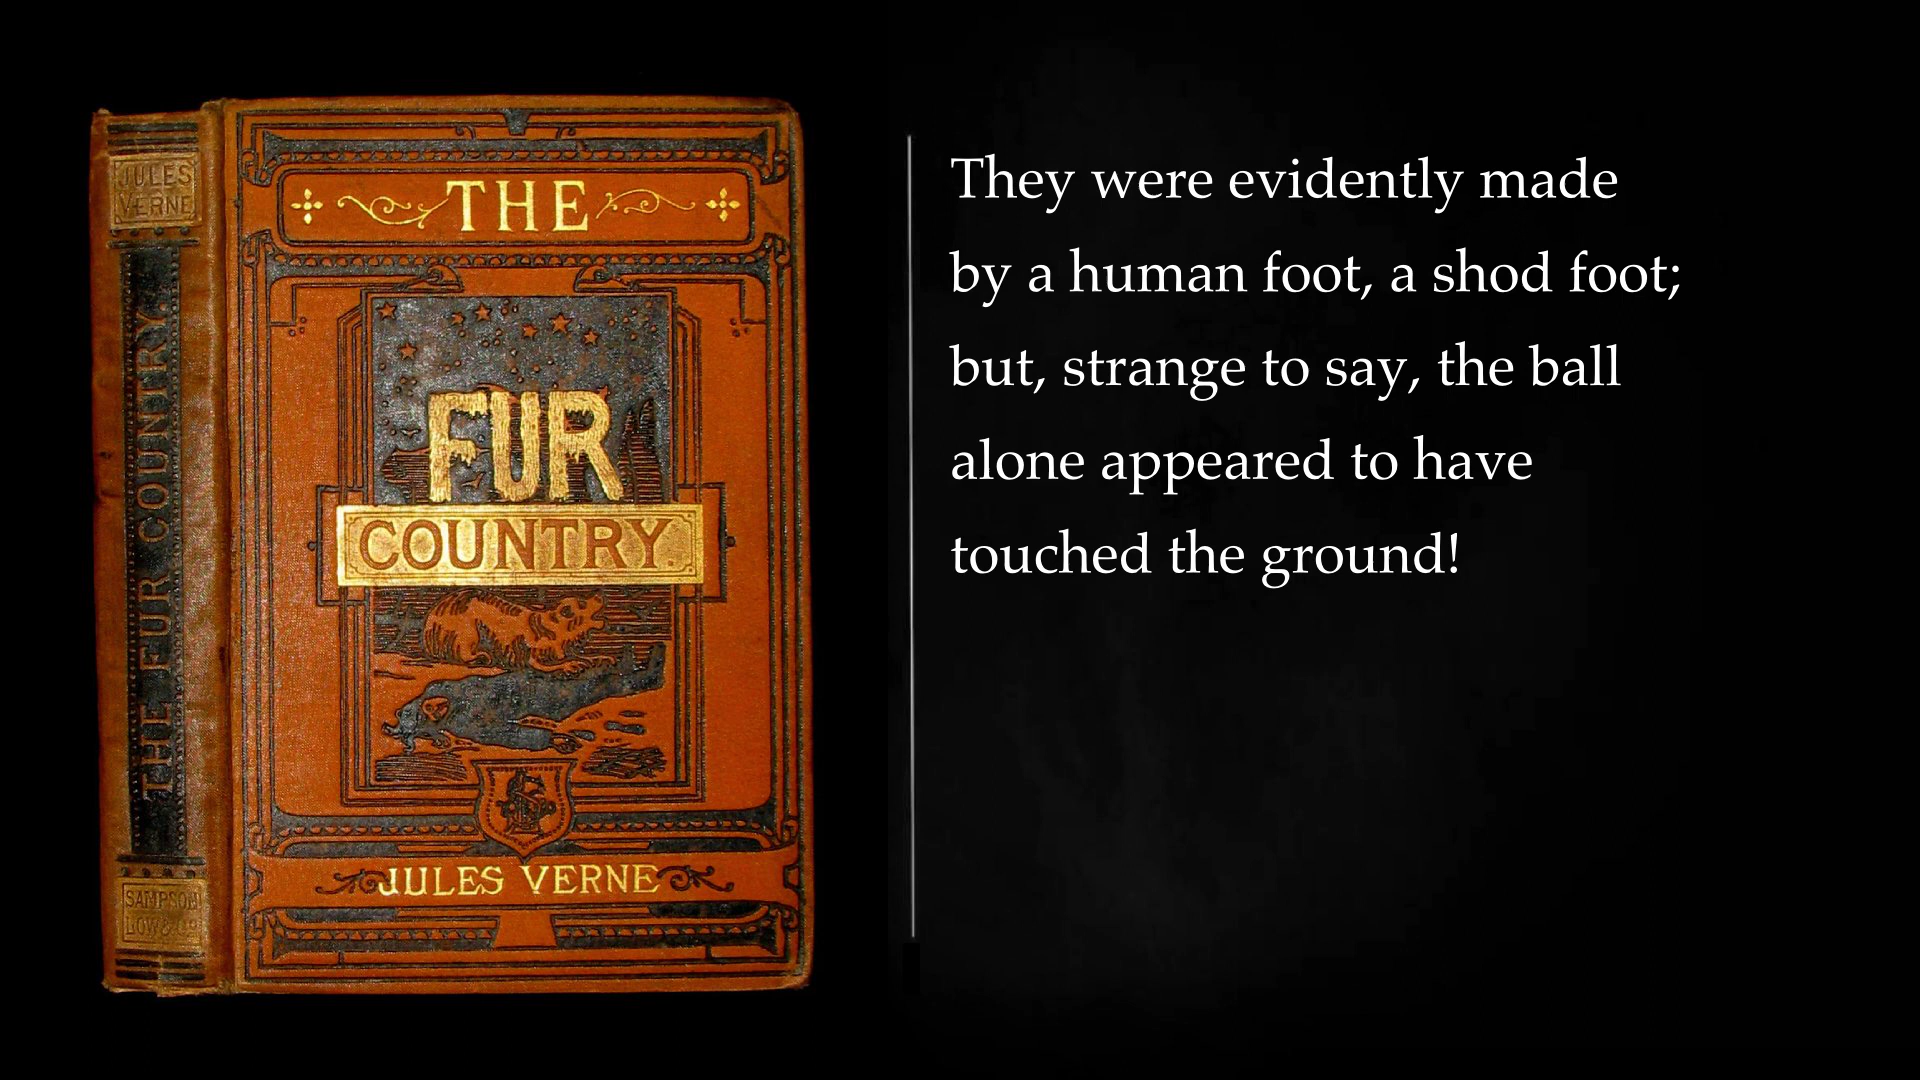 JULES
VERNE
THE FUR COUNTRY.
SAMPSON
LOW & Co
THE
FUR
COUNTRY.
JULES VERNE
They were evidently made
by a human foot, a shod foot;
but, strange to say, the ball
alone appeared to have
touched the ground!